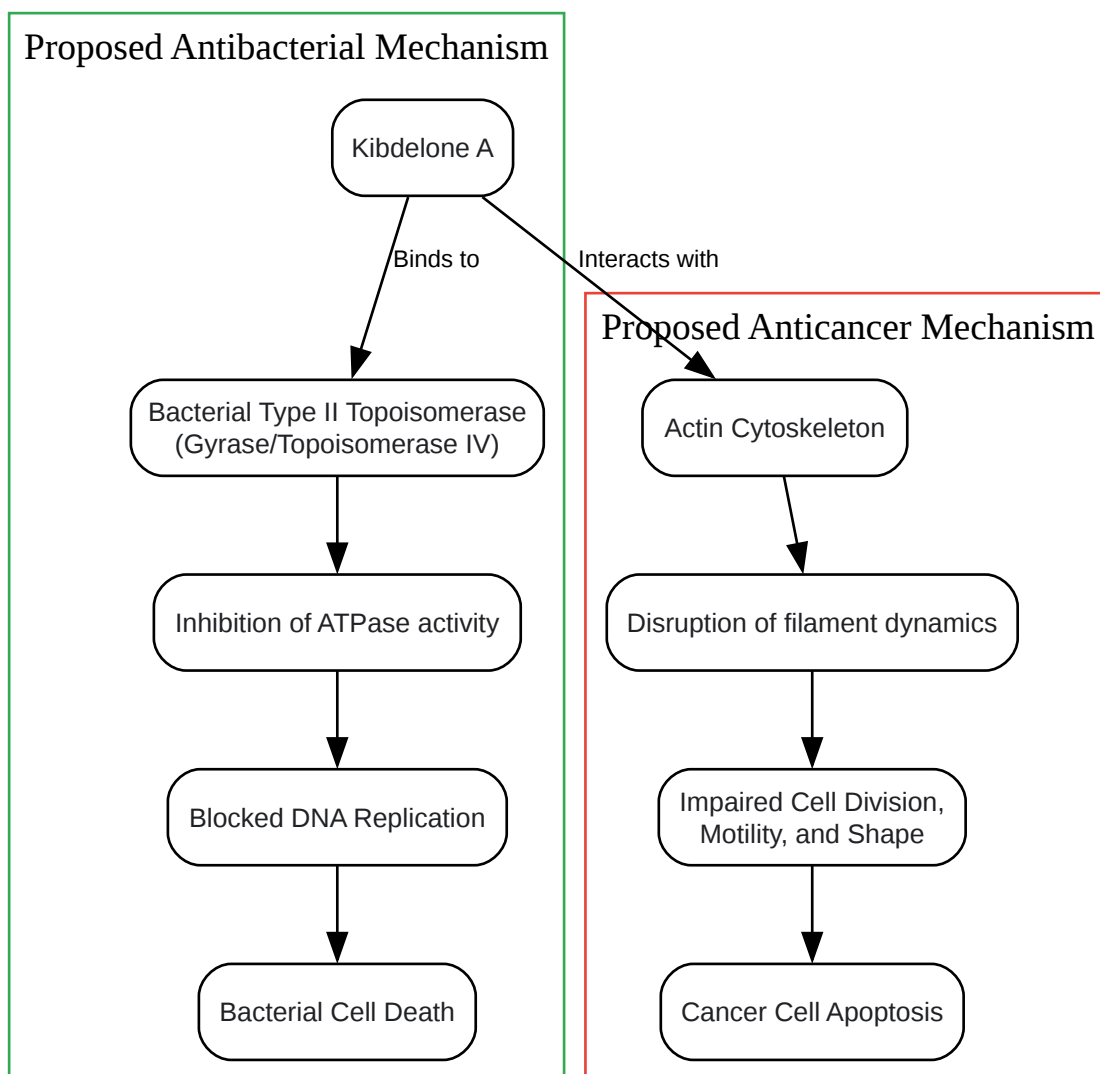 Proposed Antibacterial Mechanism
Kibdelone A
Binds to
Interacts with
Proposed Anticancer Mechanism
Bacterial Type II Topoisomerase
(Gyrase/Topoisomerase IV)
Actin Cytoskeleton
Inhibition of ATPase activity
Disruption of filament dynamics
Blocked DNA Replication
Impaired Cell Division,
Motility, and Shape
Bacterial Cell Death
Cancer Cell Apoptosis